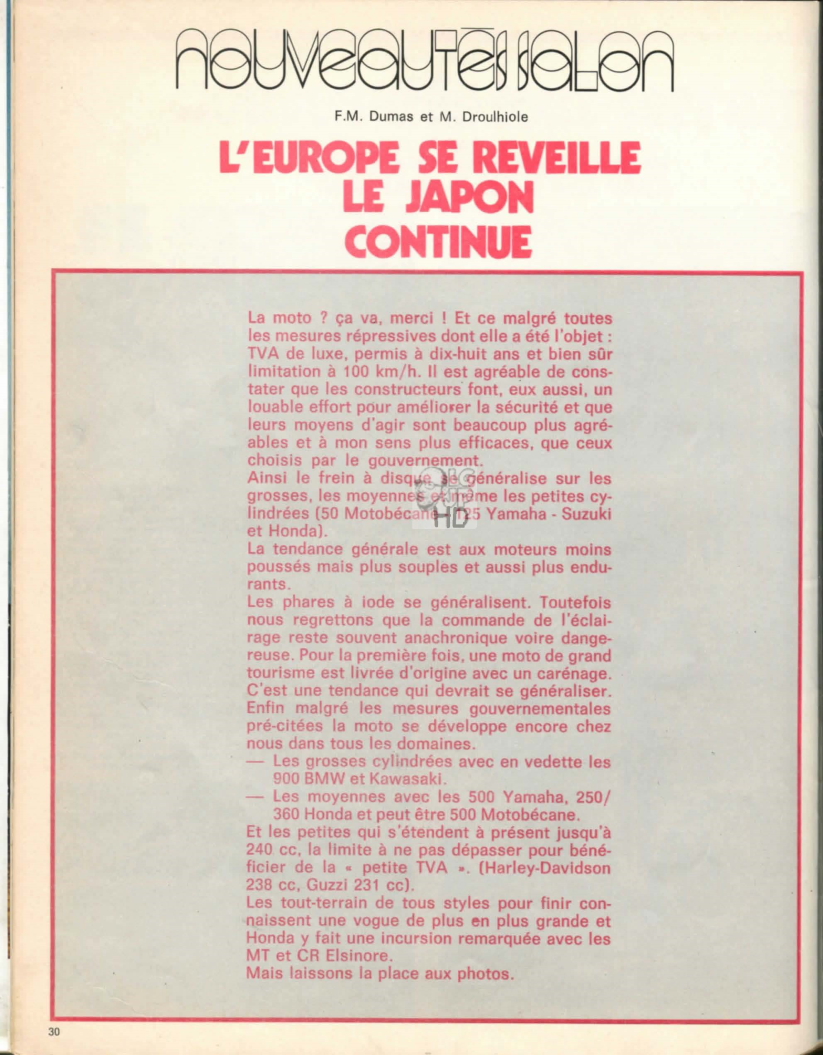 nouveautés salon
F.M. Dumas et M. Droulhiole
L'EUROPE SE REVEILLE
LE JAPON
CONTINUE
La moto ? ça va, merci ! Et ce malgré toutes
les mesures répressives dont elle a été l'objet :
TVA de luxe, permis à dix-huit ans et bien sûr
limitation à 100 km/h. Il est agréable de cons-
tater que les constructeurs font, eux aussi, un
louable effort pour améliorer la sécurité et que
leurs moyens d'agir sont beaucoup plus agré-
ables et à mon sens plus efficaces, que ceux
choisis par le gouvernement.
Ainsi le frein à disque se généralise sur les
grosses, les moyennes et même les petites cy-
lindrées (50 Motobécane - 125 Yamaha - Suzuki
et Honda).
La tendance générale est aux moteurs moins
poussés mais plus souples et aussi plus endu-
rants.
Les phares à iode se généralisent. Toutefois
nous regrettons que la commande de l'éclai-
rage reste souvent anachronique voire dange-
reuse. Pour la première fois, une moto de grand
tourisme est livrée d'origine avec un carénage.
C'est une tendance qui devrait se généraliser.
Enfin malgré les mesures gouvernementales
pré-citées la moto se développe encore chez
nous dans tous les domaines.
— Les grosses cylindrées avec en vedette les
900 BMW et Kawasaki.
— Les moyennes avec les 500 Yamaha, 250/
360 Honda et peut être 500 Motobécane.
Et les petites qui s'étendent à présent jusqu'à
240 cc, la limite à ne pas dépasser pour béné-
ficier de la « petite TVA ». (Harley-Davidson
238 cc, Guzzi 231 cc).
Les tout-terrain de tous styles pour finir con-
naissent une vogue de plus en plus grande et
Honda y fait une incursion remarquée avec les
MT et CR Elsinore.
Mais laissons la place aux photos.
30
HD